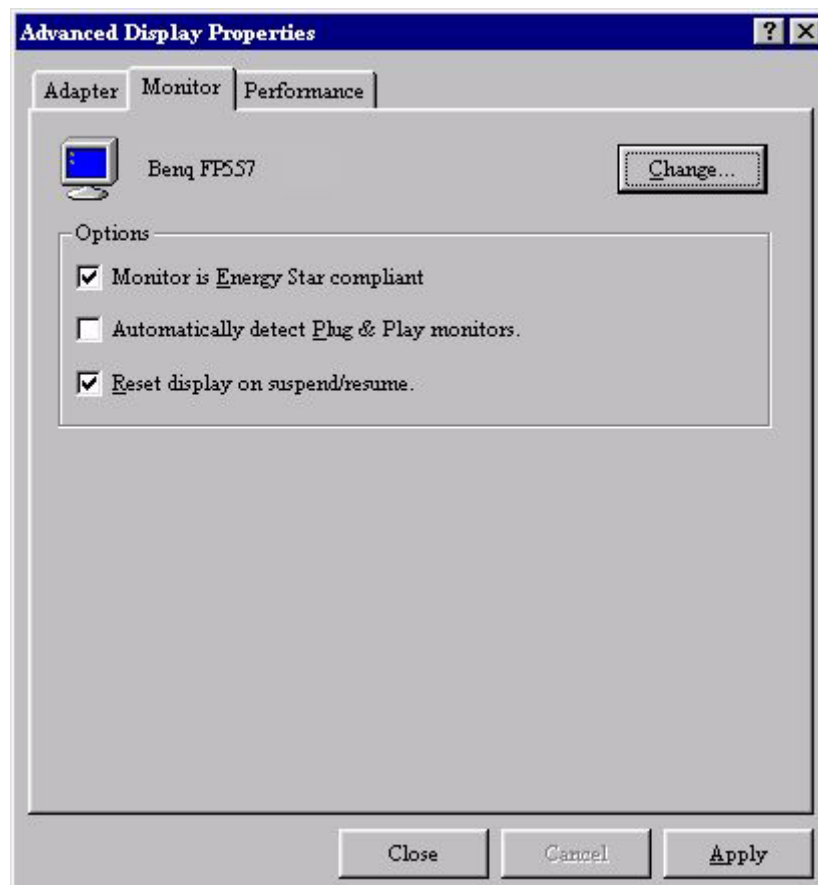 Advanced Display Properties
Adapter Monitor Performance
Benq FP557 Change...
Options
Monitor is Energy Star compliant
Automatically detect Plug & Play monitors.
Reset display on suspend/resume.
Close Cancel Apply